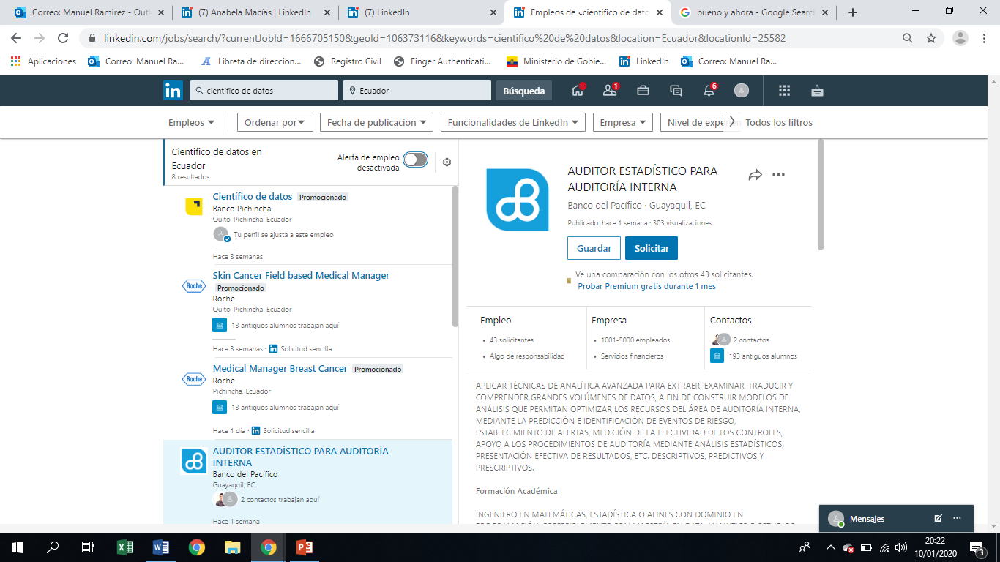 Correo: Manuel Ramirez - Outl
(7) Anabela Macías | LinkedIn
(7) LinkedIn
Empleos de «cientifico de dato
bueno y ahora - Google Search
linkedin.com/jobs/search/?currentJobId=1666705150&geoId=106373116&keywords=cientifico%20de%20datos&location=Ecuador&locationId=25582
Aplicaciones
Correo: Manuel Ra...
Libreta de direccion...
Registro Civil
Finger Authenticati...
Ministerio de Gobie...
LinkedIn
Correo: Manuel Ra...
in
cientifico de datos
Ecuador
Búsqueda
1
6
Empleos
Ordenar por
Fecha de publicación
Funcionalidades de LinkedIn
Empresa
Nivel de experien
Todos los filtros
Cientifico de datos en
Ecuador
8 resultados
Alerta de empleo
desactivada
Científico de datos Promocionado
Banco Pichincha
Quito, Pichincha, Ecuador
Tu perfil se ajusta a este empleo
Hace 3 semanas
Roche
Skin Cancer Field based Medical Manager
Promocionado
Roche
Quito, Pichincha, Ecuador
13 antiguos alumnos trabajan aquí
Hace 3 semanas · in Solicitud sencilla
Roche
Medical Manager Breast Cancer Promocionado
Roche
Pichincha, Ecuador
13 antiguos alumnos trabajan aquí
Hace 1 día · in Solicitud sencilla
AUDITOR ESTADÍSTICO PARA AUDITORÍA
INTERNA
Banco del Pacífico
Guayaquil, EC
2 contactos trabajan aquí
Hace 1 semana
AUDITOR ESTADÍSTICO PARA
AUDITORÍA INTERNA
Banco del Pacífico · Guayaquil, EC
Publicado: hace 1 semana · 303 visualizaciones
Guardar
Solicitar
Ve una comparación con los otros 43 solicitantes.
Probar Premium gratis durante 1 mes
Empleo
• 43 solicitantes
• Algo de responsabilidad
Empresa
• 1001-5000 empleados
• Servicios financieros
Contactos
2 contactos
193 antiguos alumnos
APLICAR TÉCNICAS DE ANALÍTICA AVANZADA PARA EXTRAER, EXAMINAR, TRADUCIR Y
COMPRENDER GRANDES VOLÚMENES DE DATOS, A FIN DE CONSTRUIR MODELOS DE
ANÁLISIS QUE PERMITAN OPTIMIZAR LOS RECURSOS DEL ÁREA DE AUDITORÍA INTERNA,
MEDIANTE LA PREDICCIÓN E IDENTIFICACIÓN DE EVENTOS DE RIESGO,
ESTABLECIMIENTO DE ALERTAS, MEDICIÓN DE LA EFECTIVIDAD DE LOS CONTROLES,
APOYO A LOS PROCEDIMIENTOS DE AUDITORÍA MEDIANTE ANÁLISIS ESTADÍSTICOS,
PRESENTACIÓN EFECTIVA DE RESULTADOS, ETC. DESCRIPTIVOS, PREDICTIVOS Y
PRESCRIPTIVOS.
Formación Académica
INGENIERO EN MATEMÁTICAS, ESTADÍSTICA O AFINES CON DOMINIO EN
Mensajes
20:22
10/01/2020
3